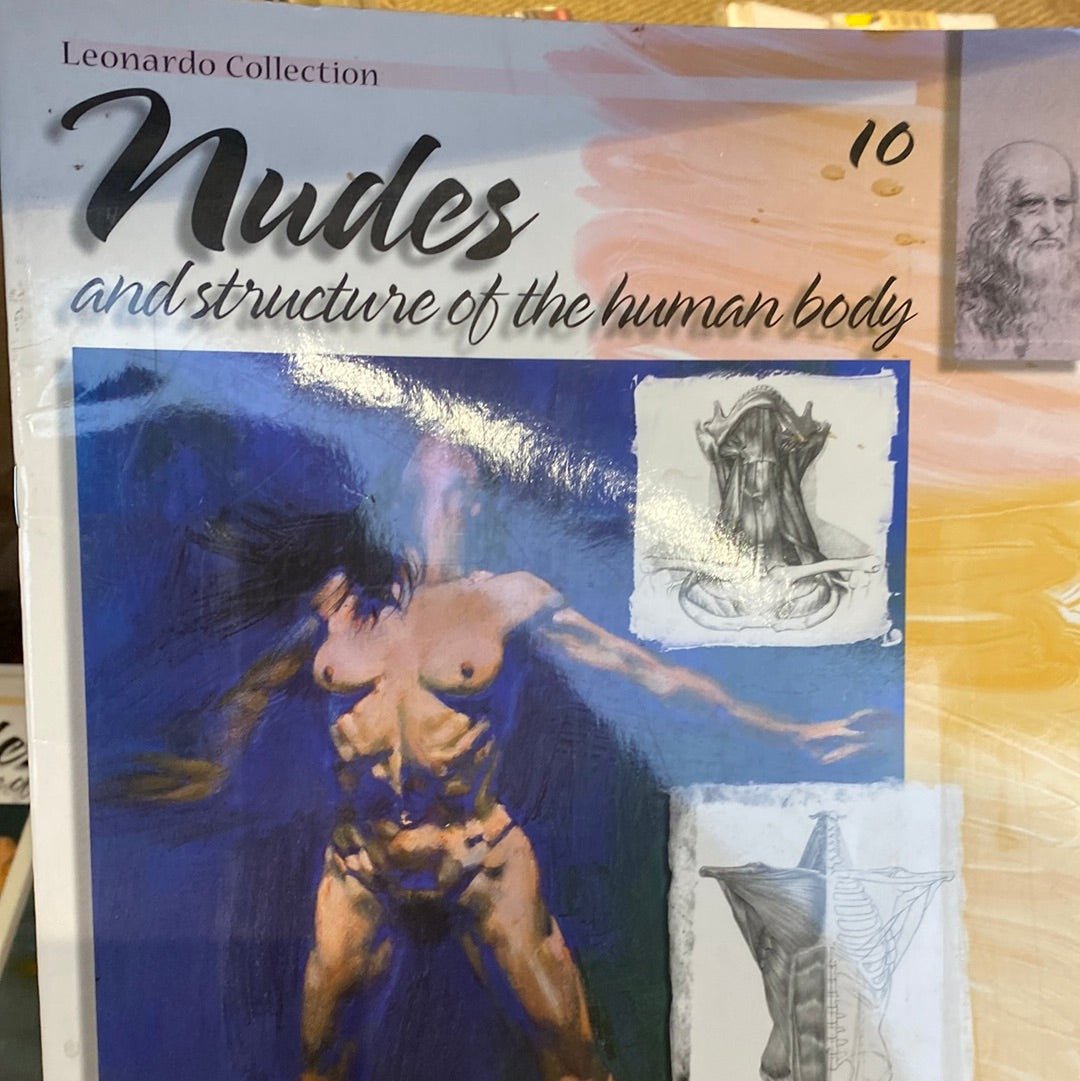 Leonardo Collection
Nudes
10
and structure of the human body